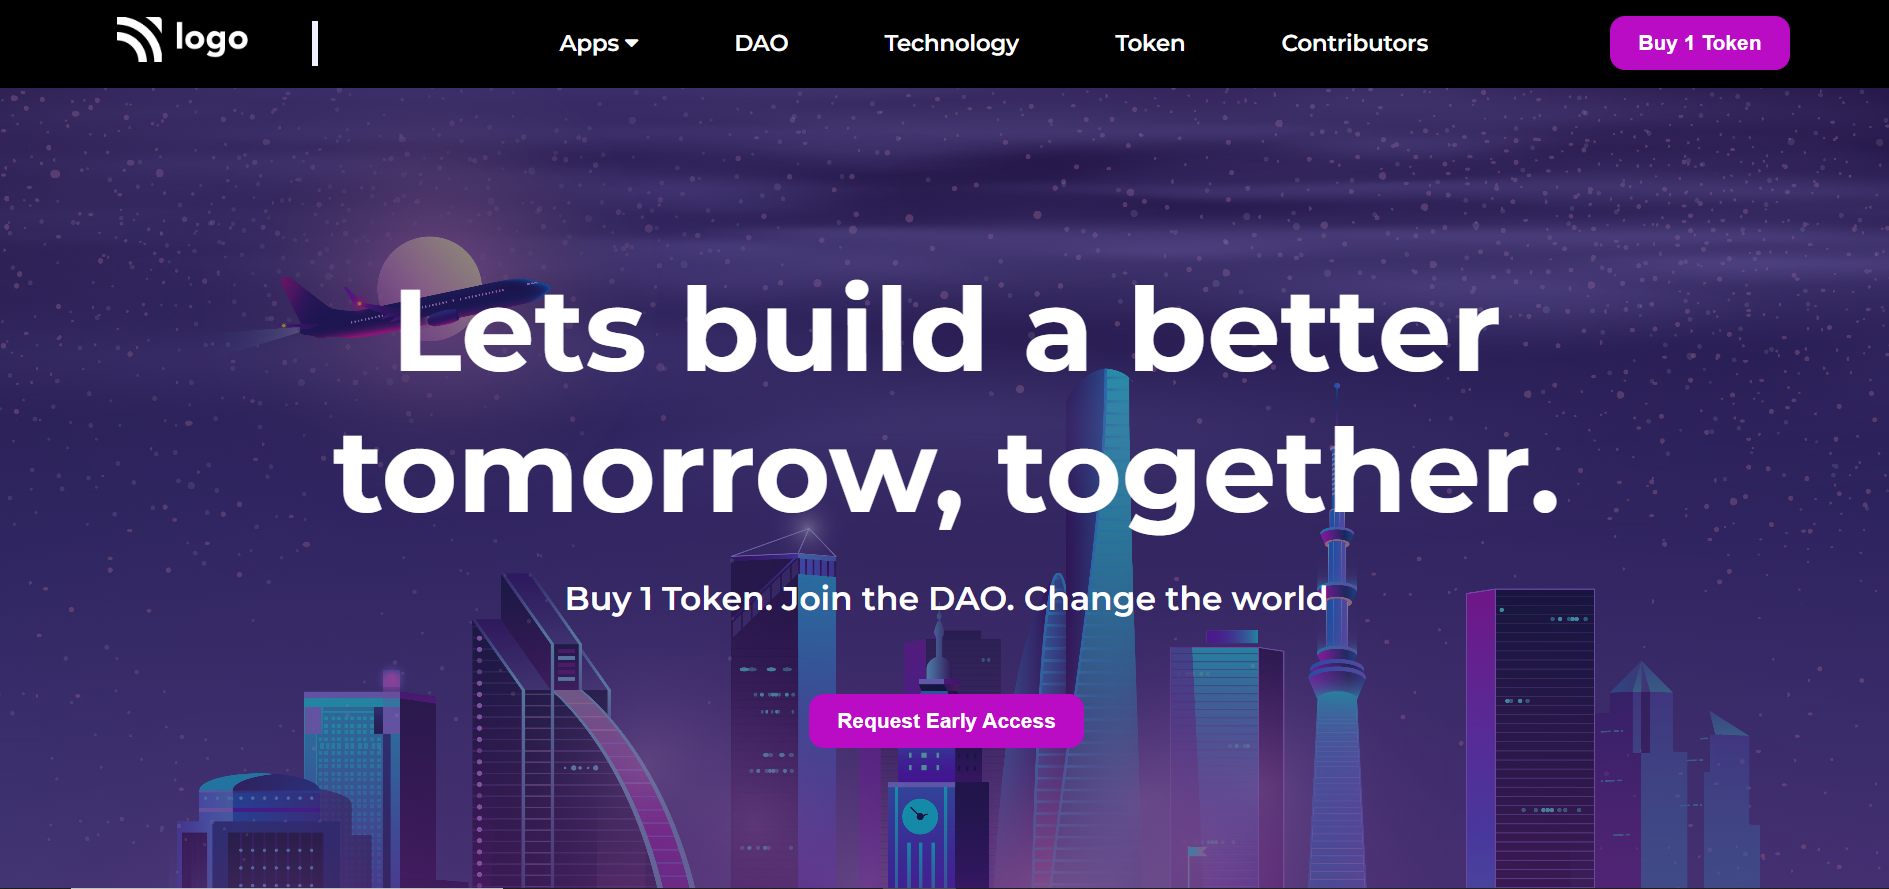 logo
Apps
DAO
Technology
Token
Contributors
Buy 1 Token
Lets build a better
tomorrow, together.
Buy 1 Token. Join the DAO. Change the world
Request Early Access